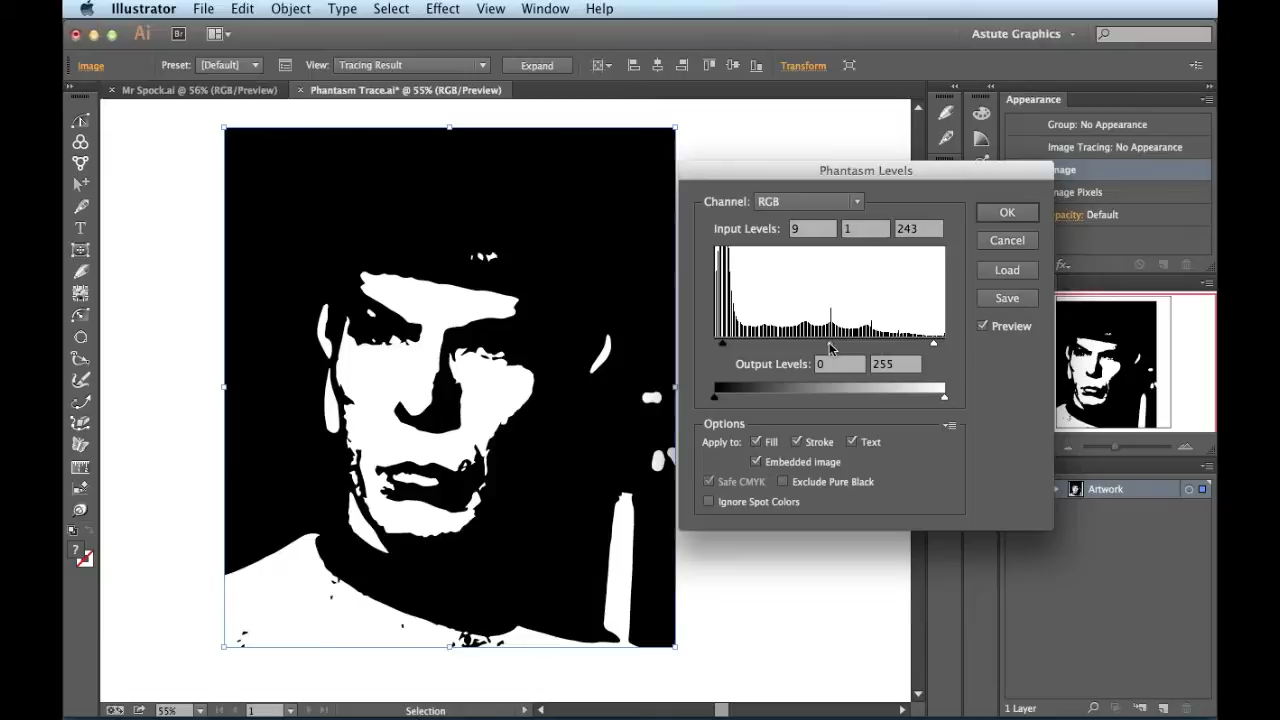 Illustrator File Edit Object Type Select Effect View Window Help
Ai Br Astute Graphics
Image Preset: [Default] View: Tracing Result Expand Transform
Mr Spock.ai @ 56% (RGB/Preview) Phantasm Trace.ai* @ 55% (RGB/Preview)
Appearance
Group: No Appearance
Image Tracing: No Appearance
Image
Image Pixels
Opacity: Default
fx
Phantasm Levels
Channel: RGB
Input Levels: 9 1 243
Output Levels: 0 255
OK
Cancel
Load
Save
Preview
Options
Apply to: Fill Stroke Text
Embedded image
Safe CMYK Exclude Pure Black
Ignore Spot Colors
Artwork
T
?
55% 1 Selection
1 Layer